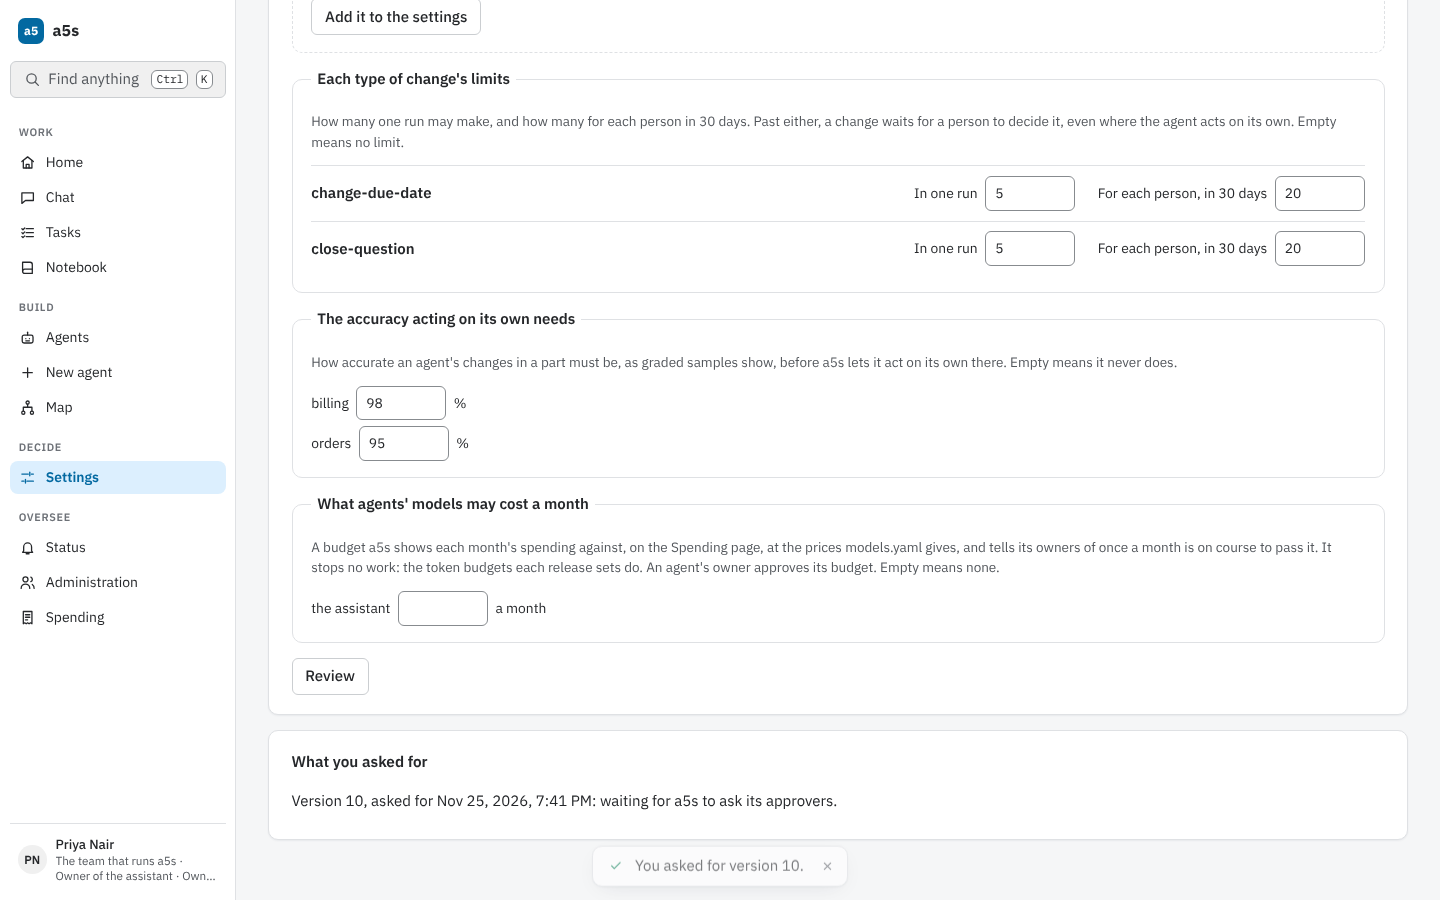 a5 a5s
Find anything Ctrl K
WORK
Home
Chat
Tasks
Notebook
BUILD
Agents
New agent
Map
DECIDE
Settings
OVERSEE
Status
Administration
Spending
PN
Priya Nair
The team that runs a5s ·
Owner of the assistant · Own...
Add it to the settings
Each type of change's limits
How many one run may make, and how many for each person in 30 days. Past either, a change waits for a person to decide it, even where the agent acts on its own. Empty
means no limit.
change-due-date In one run 5 For each person, in 30 days 20
close-question In one run 5 For each person, in 30 days 20
The accuracy acting on its own needs
How accurate an agent's changes in a part must be, as graded samples show, before a5s lets it act on its own there. Empty means it never does.
billing 98 %
orders 95 %
What agents' models may cost a month
A budget a5s shows each month's spending against, on the Spending page, at the prices models.yaml gives, and tells its owners of once a month is on course to pass it. It
stops no work: the token budgets each release sets do. An agent's owner approves its budget. Empty means none.
the assistant a month
Review
What you asked for
Version 10, asked for Nov 25, 2026, 7:41 PM: waiting for a5s to ask its approvers.
You asked for version 10.